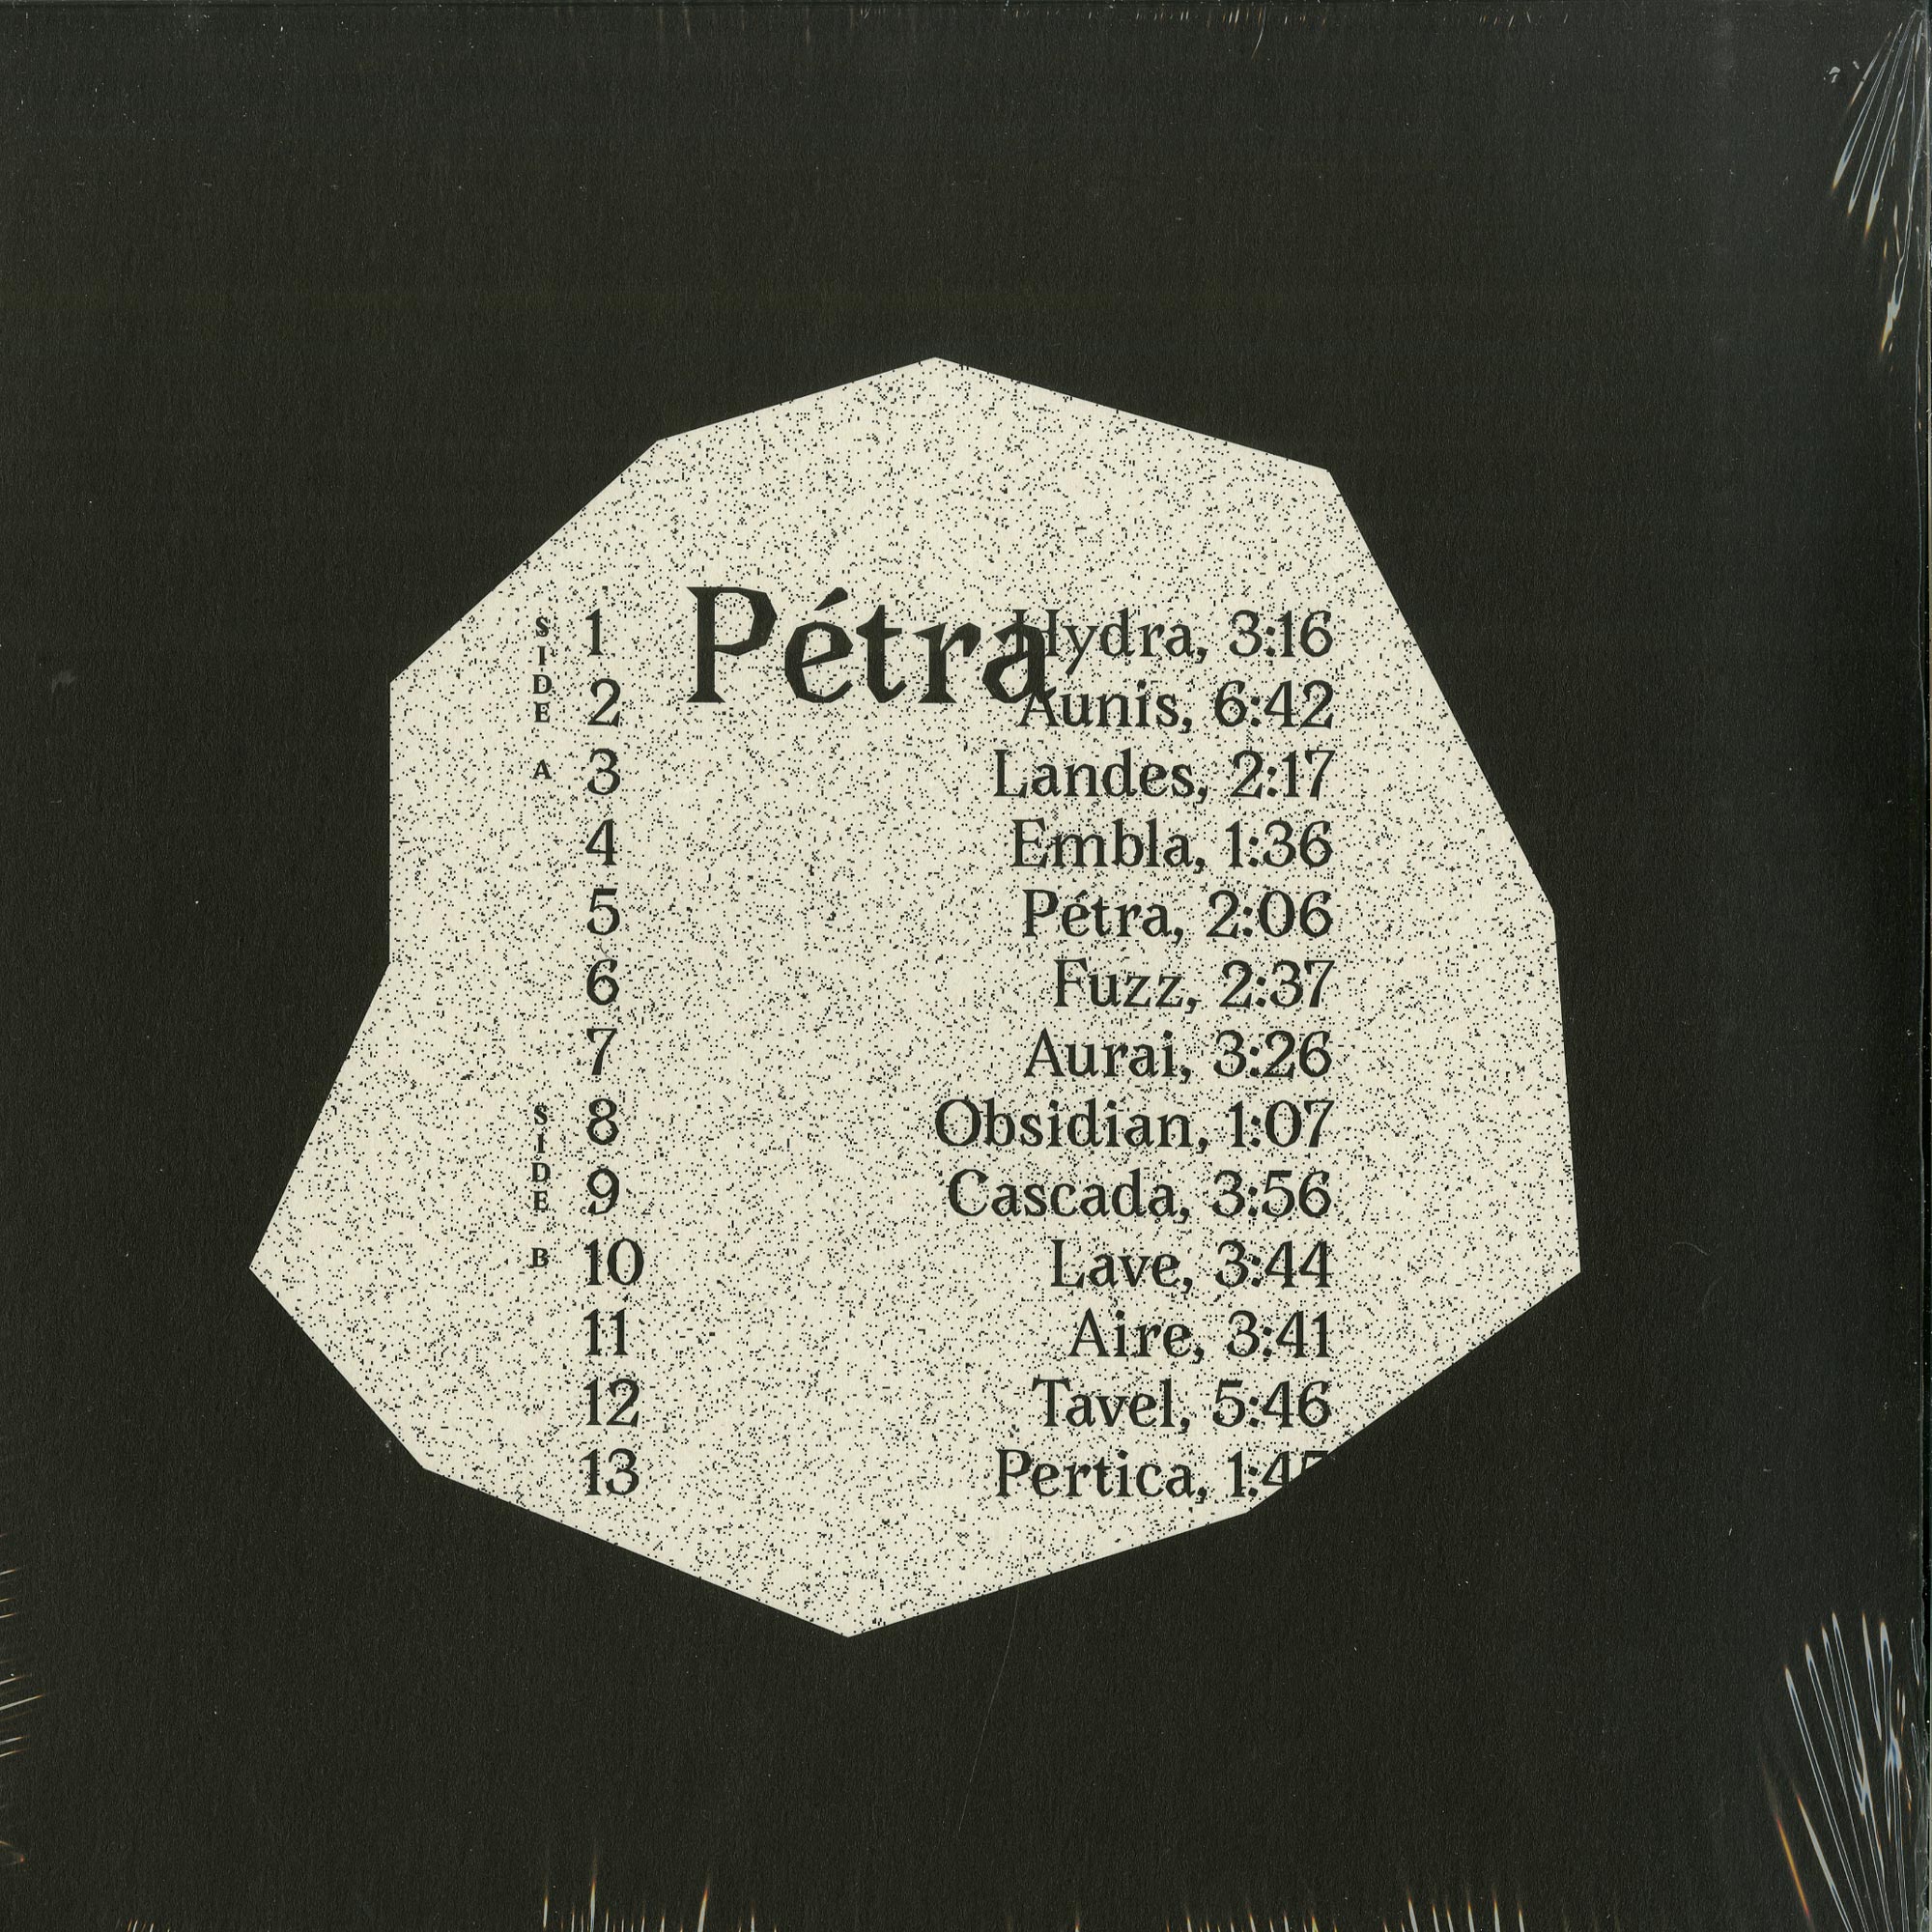 Pétra
SIDE A
1 Hydra, 3:16
2 Aunis, 6:42
3 Landes, 2:17
4 Embla, 1:36
5 Pétra, 2:06
6 Fuzz, 2:37
7 Aurai, 3:26
SIDE B
8 Obsidian, 1:07
9 Cascada, 3:56
10 Lave, 3:44
11 Aire, 3:41
12 Tavel, 5:46
13 Pertica,